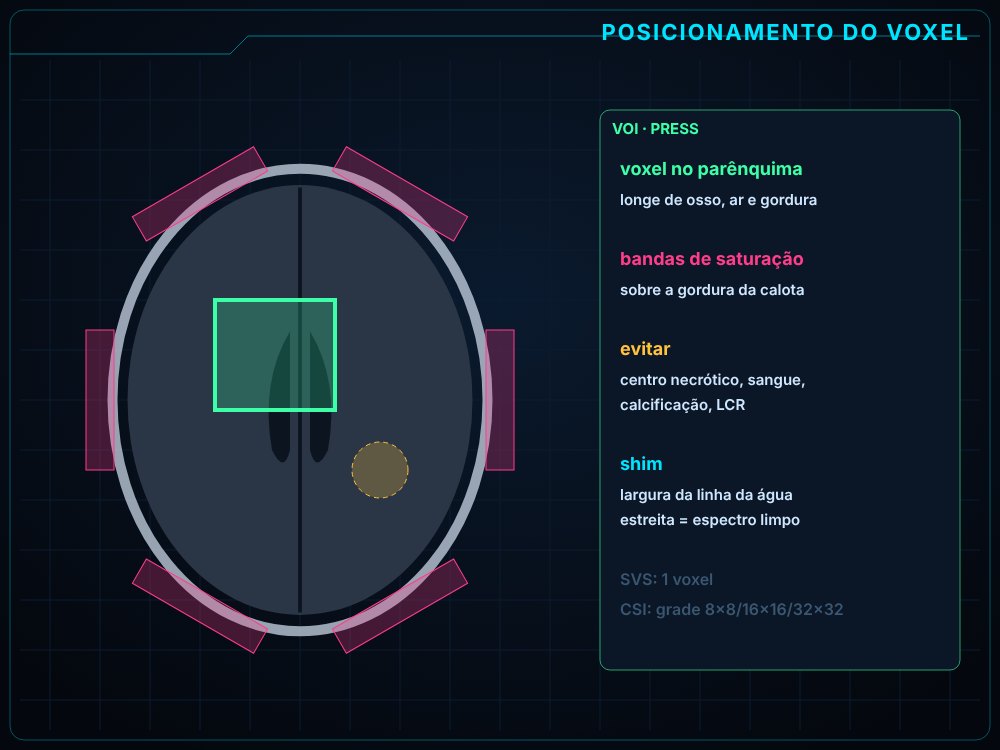 POSICIONAMENTO DO VOXEL
VOI · PRESS
voxel no parênquima
longe de osso, ar e gordura
bandas de saturação
sobre a gordura da calota
evitar
centro necrótico, sangue,
calcificação, LCR
shim
largura da linha da água
estreita = espectro limpo
SVS: 1 voxel
CSI: grade 8×8/16×16/32×32